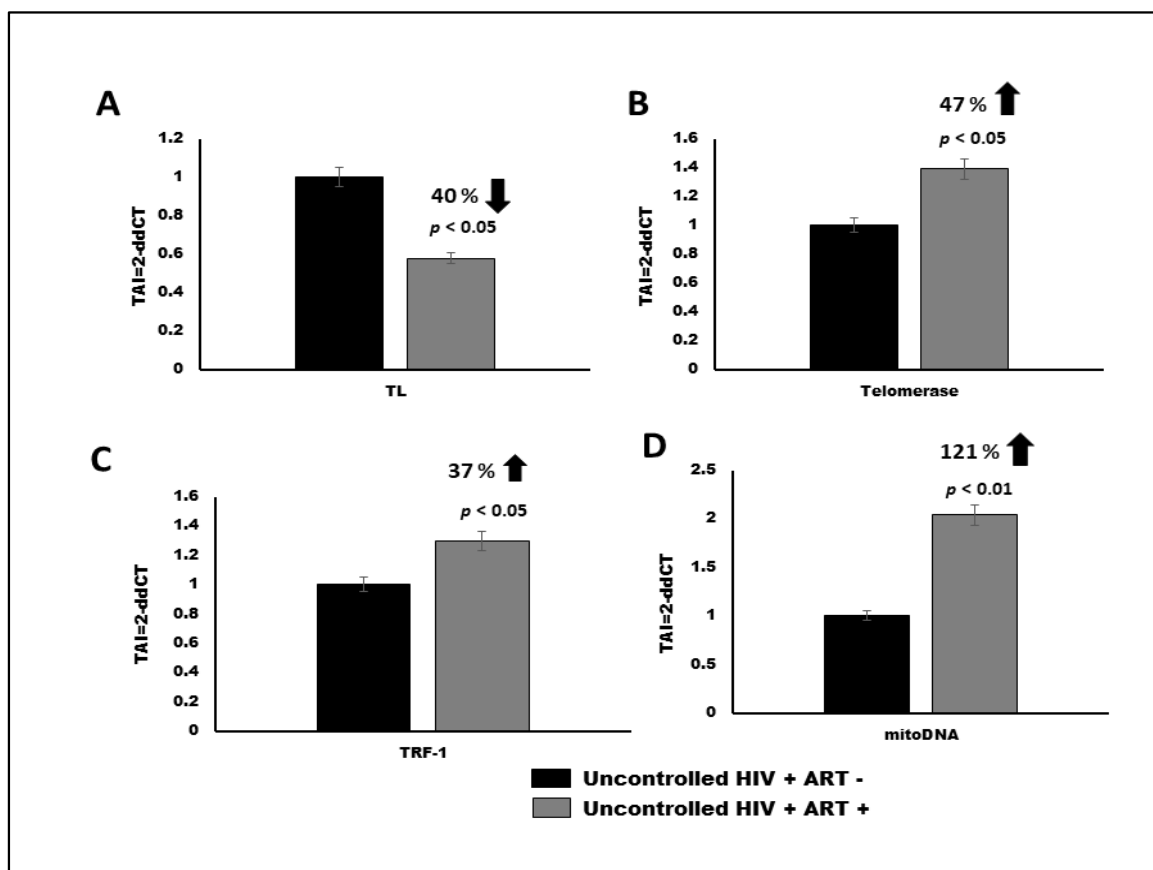 A
40 %
p < 0.05
TAI=2-ddCT
1.2
1
0.8
0.6
0.4
0.2
0
TL
B
47 %
p < 0.05
TAI=2-ddCT
1.6
1.4
1.2
1
0.8
0.6
0.4
0.2
0
Telomerase
C
37 %
p < 0.05
TAI=2-ddCT
1.6
1.4
1.2
1
0.8
0.6
0.4
0.2
0
TRF-1
D
121 %
p < 0.01
TAI=2-ddCT
2.5
2
1.5
1
0.5
0
mitoDNA
Uncontrolled HIV + ART -
Uncontrolled HIV + ART +